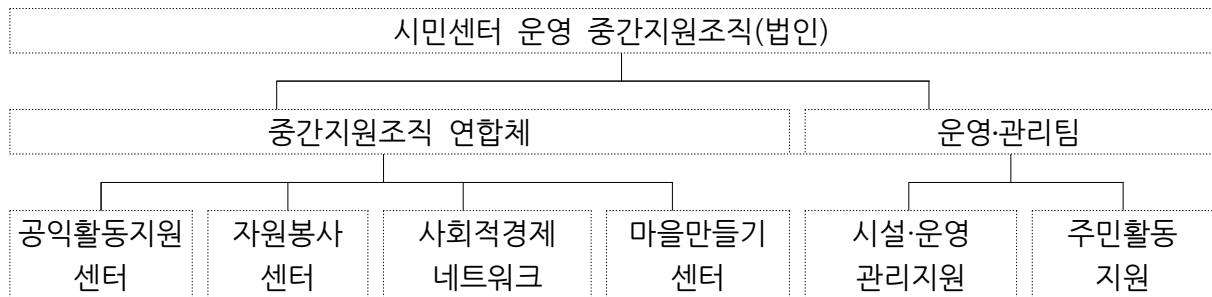 시민센터 운영 중간지원조직(법인)
중간지원조직 연합체
운영·관리팀
공익활동지원
센터
자원봉사
센터
사회적경제
네트워크
마을만들기
센터
시설·운영
관리지원
주민활동
지원